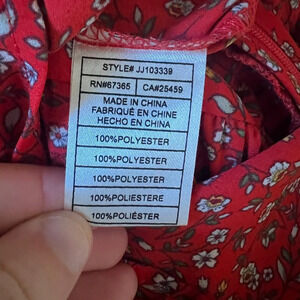 STYLE# JJ103339
RN#67365 CA#25459
MADE IN CHINA
FABRIQUÉ EN CHINE
HECHO EN CHINA
100%POLYESTER
100%POLYESTER
100%POLYESTER
100%POLIESTERE
100%POLIÉSTER